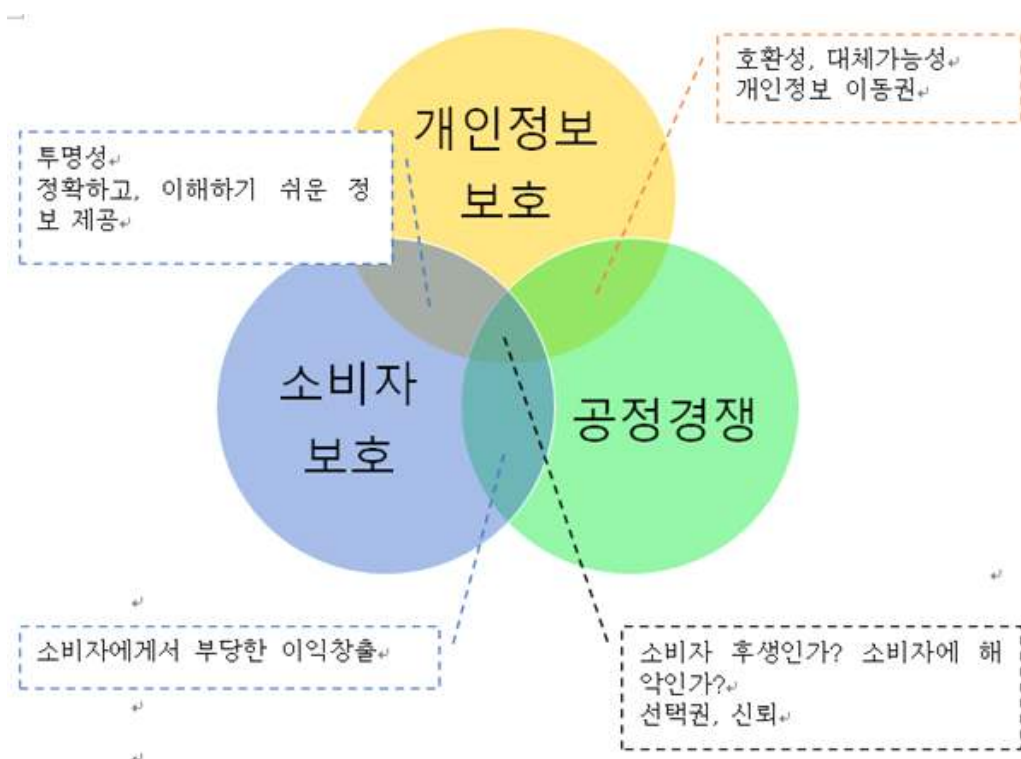 호환성, 대체가능성
개인정보 이동권
개인정보
보호
투명성
정확하고, 이해하기 쉬운 정
보 제공
소비자
보호
공정경쟁
소비자에게서 부당한 이익창출
소비자 후생인가? 소비자에 해
악인가?
선택권, 신뢰